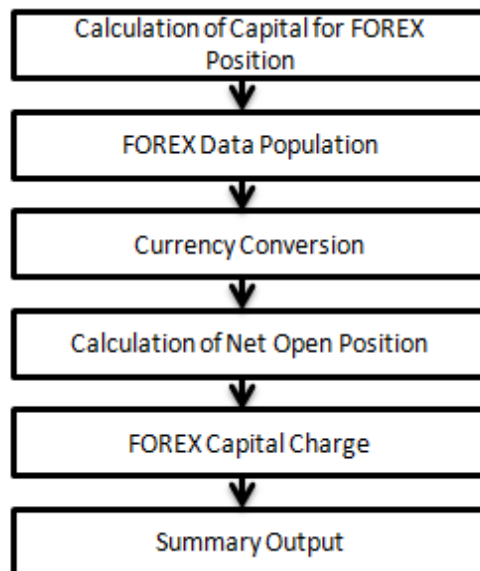 Calculation of Capital for FOREX
Position
FOREX Data Population
Currency Conversion
Calculation of Net Open Position
FOREX Capital Charge
Summary Output